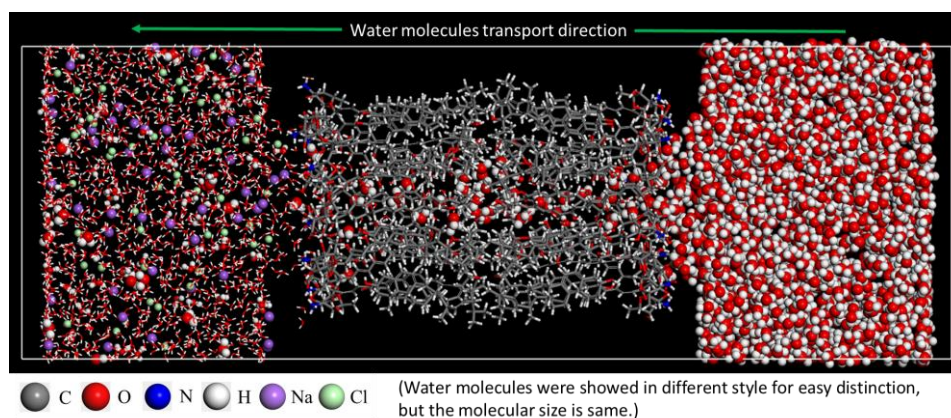 Water molecules transport direction
C O N H Na Cl
(Water molecules were showed in different style for easy distinction,
but the molecular size is same.)